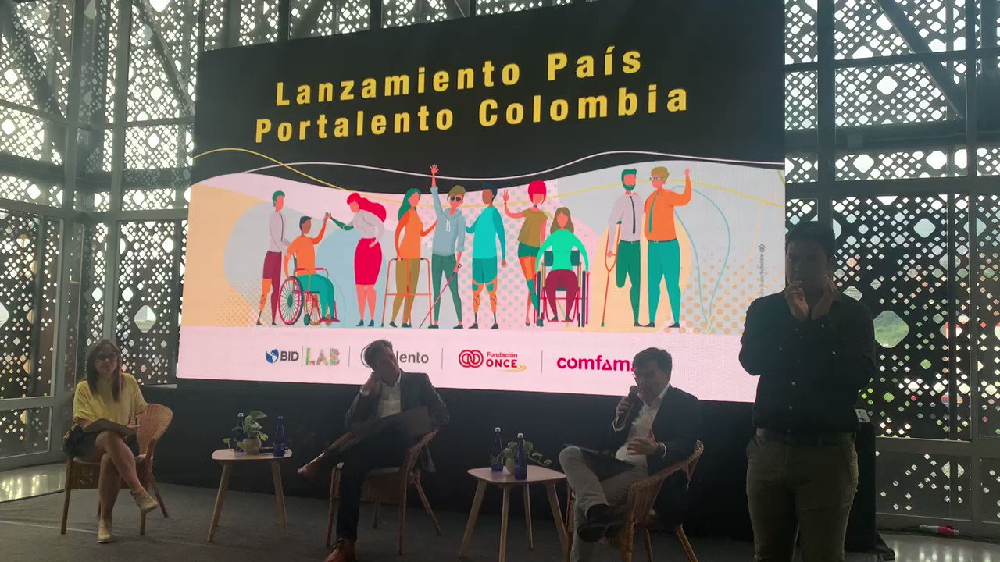 Lanzamiento País
Portalento Colombia
BID LAB
lento
Fundación
ONCE
comfam